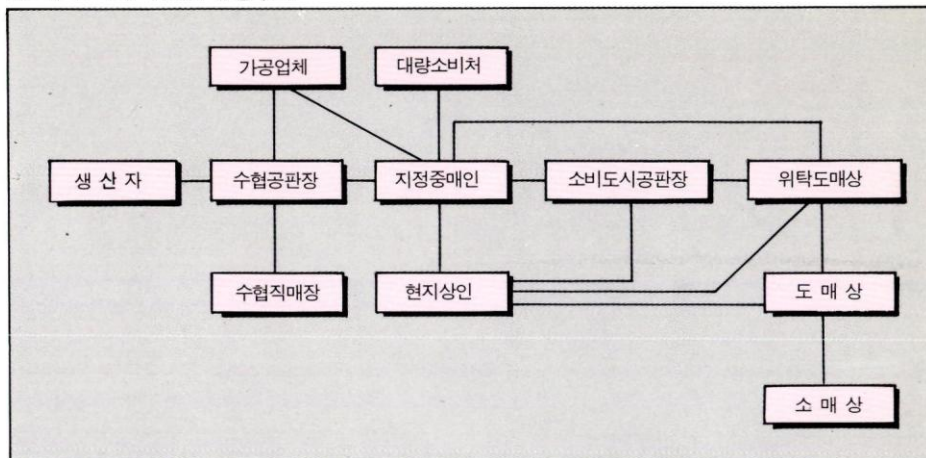 가공업체 대량소비처
생 산 자 수협공판장 지정중매인 소비도시공판장 위탁도매상
수협직매장 현지상인 도 매 상
소 매 상